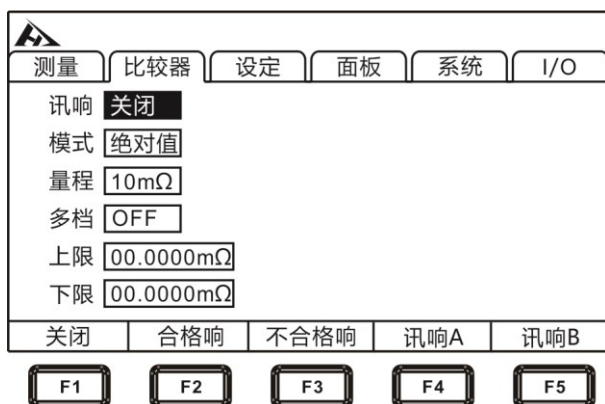 测量 比较器 设定 面板 系统 I/O
讯响 关闭
模式 绝对值
量程 10mΩ
多档 OFF
上限 00.0000mΩ
下限 00.0000mΩ
关闭 合格响 不合格响 讯响A 讯响B
F1 F2 F3 F4 F5